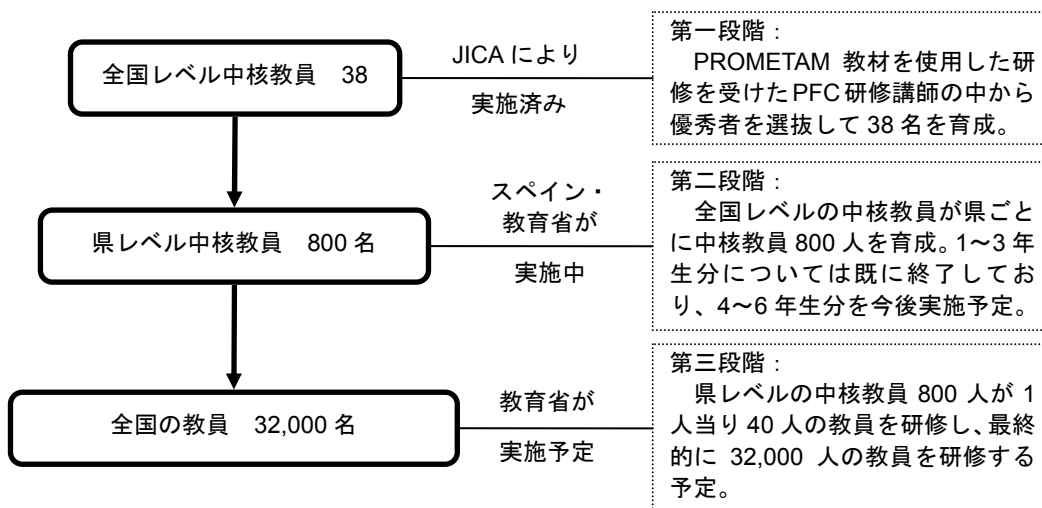 全国レベル中核教員 38
JICA により
実施済み
第一段階：
PROMETAM 教材を使用した研
修を受けた PFC 研修講師の中から
優秀者を選抜して 38 名を育成。
県レベル中核教員 800 名
スペイン・
教育省が
実施中
第二段階：
全国レベルの中核教員が県ごと
に中核教員 800 人を育成。1～3 年
生分については既に終了してお
り、4～6 年生分を今後実施予定。
全国の教員 32,000 名
教育省が
実施予定
第三段階：
県レベルの中核教員 800 人が 1
人当り 40 人の教員を研修し、最終
的に 32,000 人の教員を研修する
予定。